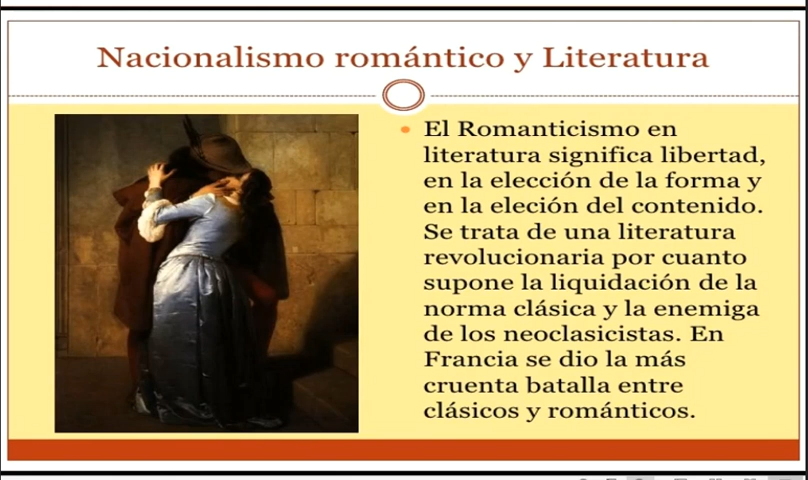 Nacionalismo romántico y Literatura
El Romanticismo en
literatura significa libertad,
en la elección de la forma y
en la eleción del contenido.
Se trata de una literatura
revolucionaria por cuanto
supone la liquidación de la
norma clásica y la enemiga
de los neoclasicistas. En
Francia se dio la más
cruenta batalla entre
clásicos y románticos.